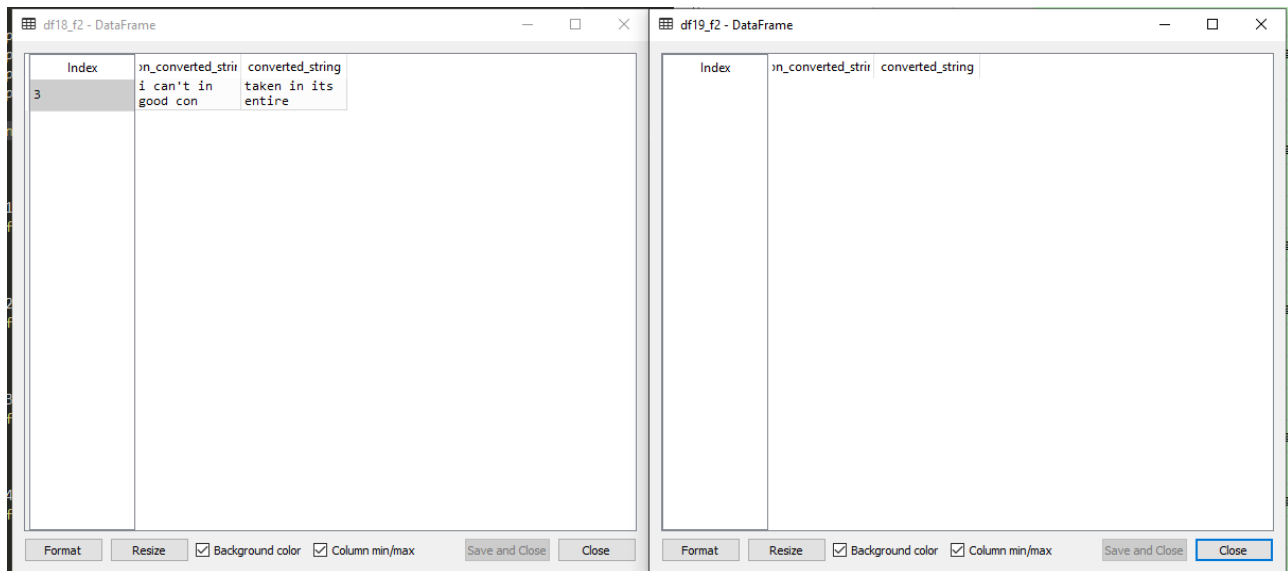 df18_f2 - DataFrame
Index on_converted_strir converted_string
3 i can't in taken in its
good con entire
Format Resize Background color Column min/max Save and Close Close
df19_f2 - DataFrame
Index on_converted_strir converted_string
Format Resize Background color Column min/max Save and Close Close